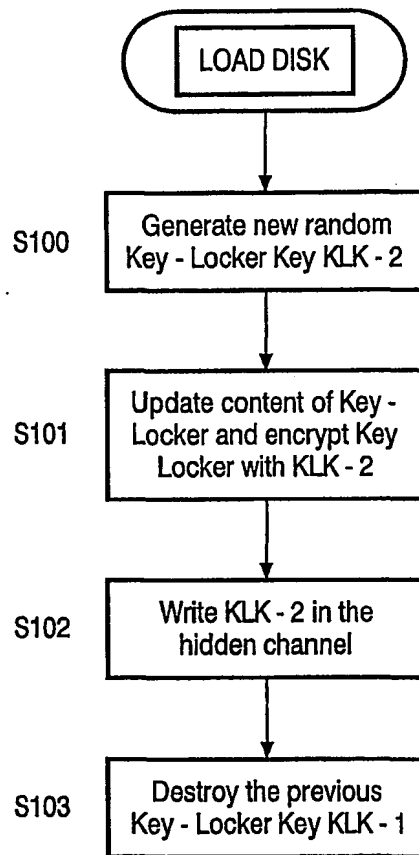 LOAD DISK
S100
Generate new random
Key - Locker Key KLK - 2
S101
Update content of Key -
Locker and encrypt Key
Locker with KLK - 2
S102
Write KLK - 2 in the
hidden channel
S103
Destroy the previous
Key - Locker Key KLK - 1